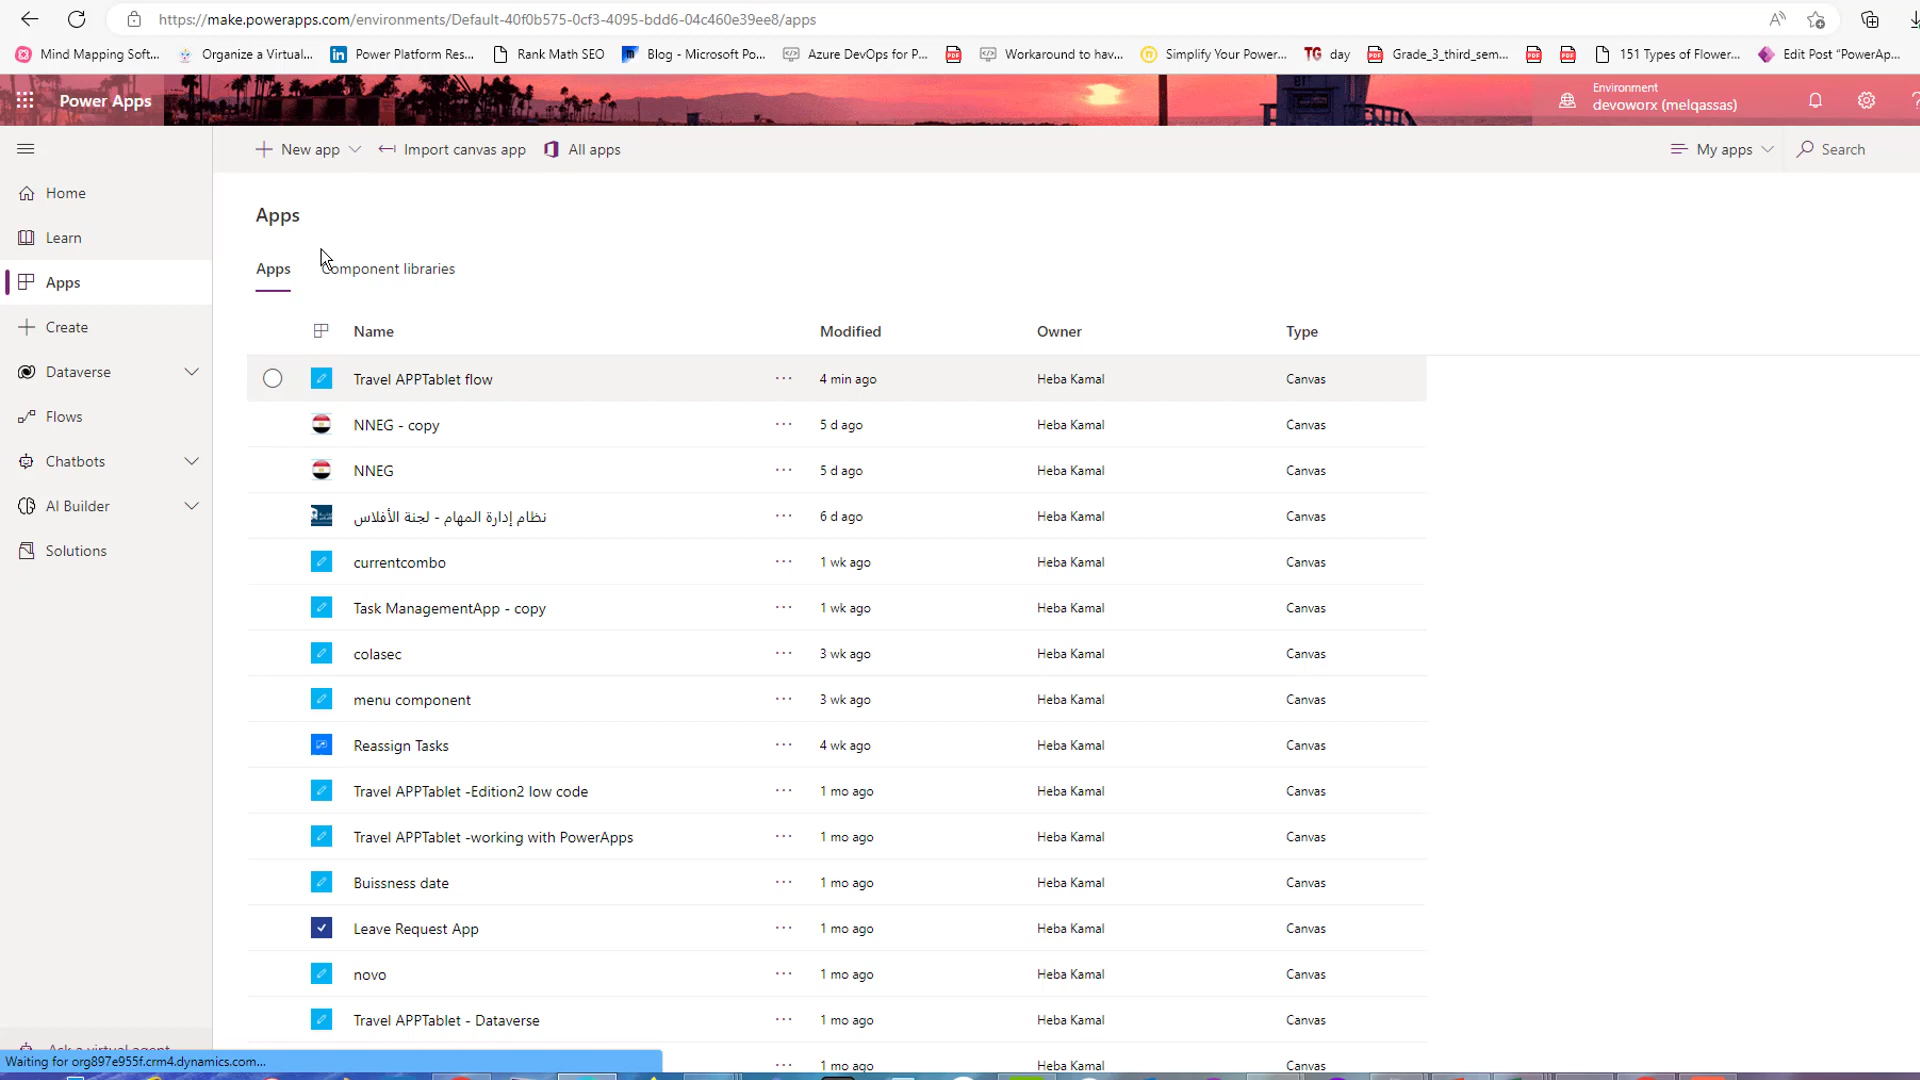 https://make.powerapps.com/environments/Default-40f0b575-0cf3-4095-bdd6-04c460e39ee8/apps
Mind Mapping Soft... Organize a Virtual... Power Platform Res... Rank Math SEO Blog - Microsoft Po... Azure DevOps for P... Workaround to hav... Simplify Your Power... TG day Grade_3_third_sem... 151 Types of Flower... Edit Post "PowerAp...
Power Apps
Environment
devoworx (melqassas)
New app Import canvas app All apps My apps Search
Home
Learn
Apps
Create
Dataverse
Flows
Chatbots
AI Builder
Solutions
Apps
Apps Component libraries
Name Modified Owner Type
Travel APPTablet flow ... 4 min ago Heba Kamal Canvas
NNEG - copy ... 5 d ago Heba Kamal Canvas
NNEG ... 5 d ago Heba Kamal Canvas
نظام إدارة المهام - لجنة الأفلاس ... 6 d ago Heba Kamal Canvas
currentcombo ... 1 wk ago Heba Kamal Canvas
Task ManagementApp - copy ... 1 wk ago Heba Kamal Canvas
colasec ... 3 wk ago Heba Kamal Canvas
menu component ... 3 wk ago Heba Kamal Canvas
Reassign Tasks ... 4 wk ago Heba Kamal Canvas
Travel APPTablet -Edition2 low code ... 1 mo ago Heba Kamal Canvas
Travel APPTablet -working with PowerApps ... 1 mo ago Heba Kamal Canvas
Buissness date ... 1 mo ago Heba Kamal Canvas
Leave Request App ... 1 mo ago Heba Kamal Canvas
novo ... 1 mo ago Heba Kamal Canvas
Travel APPTablet - Dataverse ... 1 mo ago Heba Kamal Canvas
... 1 mo ago Heba Kamal Canvas
Ask a virtual agent
Waiting for org897e955f.crm4.dynamics.com...